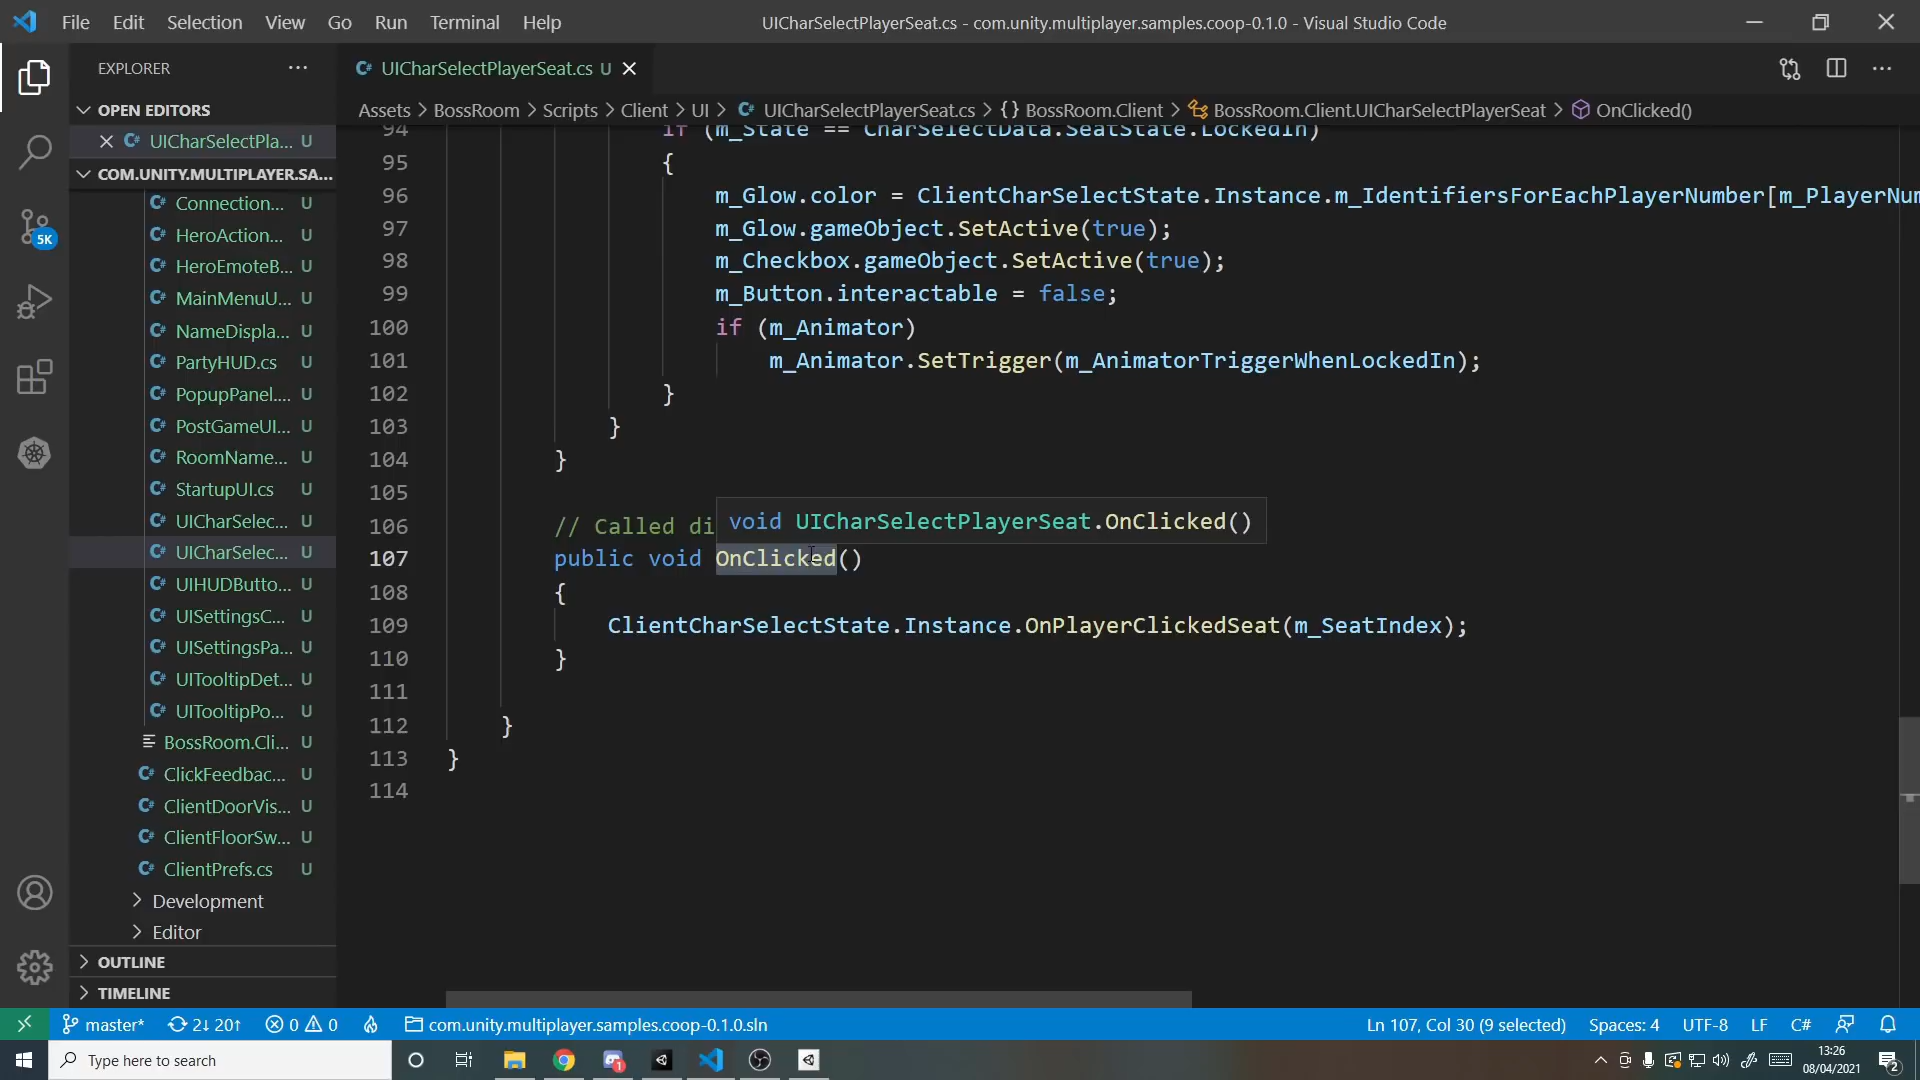 File Edit Selection View Go Run Terminal Help
UICharSelectPlayerSeat.cs - com.unity.multiplayer.samples.coop-0.1.0 - Visual Studio Code
EXPLORER
OPEN EDITORS
UICharSelectPla... U
COM.UNITY.MULTIPLAYER.SA...
Connection... U
HeroAction... U
HeroEmoteB... U
MainMenuU... U
NameDispla... U
PartyHUD.cs U
PopupPanel.... U
PostGameUI... U
RoomName... U
StartupUI.cs U
UICharSelec... U
UICharSelec... U
UIHUDButto... U
UISettingsC... U
UISettingsPa... U
UITooltipDet... U
UITooltipPo... U
BossRoom.Cli... U
ClickFeedbac... U
ClientDoorVis... U
ClientFloorSw... U
ClientPrefs.cs U
Development
Editor
OUTLINE
TIMELINE
5K
UICharSelectPlayerSeat.cs U
Assets > BossRoom > Scripts > Client > UI > UICharSelectPlayerSeat.cs > {} BossRoom.Client > BossRoom.Client.UICharSelectPlayerSeat > OnClicked()
94 if (m_State == CharSelectData.SeatState.LockedIn)
95 {
96 m_Glow.color = ClientCharSelectState.Instance.m_IdentifiersForEachPlayerNumber[m_PlayerNum
97 m_Glow.gameObject.SetActive(true);
98 m_Checkbox.gameObject.SetActive(true);
99 m_Button.interactable = false;
100 if (m_Animator)
101 m_Animator.SetTrigger(m_AnimatorTriggerWhenLockedIn);
102 }
103 }
104 }
105
void UICharSelectPlayerSeat.OnClicked()
106 // Called di
107 public void OnClicked()
108 {
109 ClientCharSelectState.Instance.OnPlayerClickedSeat(m_SeatIndex);
110 }
111
112 }
113 }
114
master* 2↓ 20↑ 0 0 com.unity.multiplayer.samples.coop-0.1.0.sln
Ln 107, Col 30 (9 selected) Spaces: 4 UTF-8 LF C#
Type here to search
1
13:26
08/04/2021
2